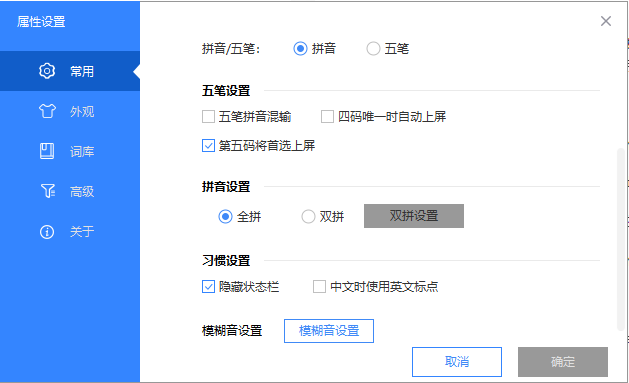 属性设置
常用
外观
词库
高级
关于
拼音/五笔: 拼音 五笔
五笔设置
五笔拼音混输 四码唯一时自动上屏
第五码将首选上屏
拼音设置
全拼 双拼 双拼设置
习惯设置
隐藏状态栏 中文时使用英文标点
模糊音设置 模糊音设置
取消 确定